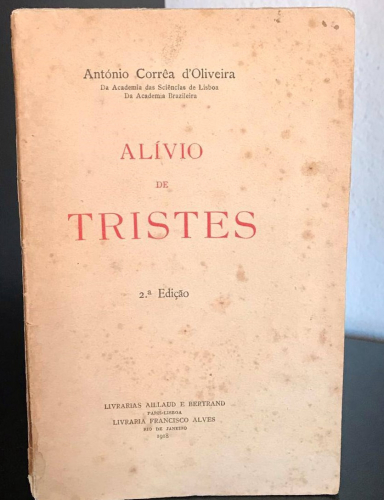 António Corrêa d'Oliveira
Da Academia das Sciências de Lisboa
Da Academia Brazileira
ALÍVIO
DE
TRISTES
2.ª Edição
LIVRARIAS AILLAUD E BERTRAND
PARIS-LISBOA
LIVRARIA FRANCISCO ALVES
RIO DE JANEIRO